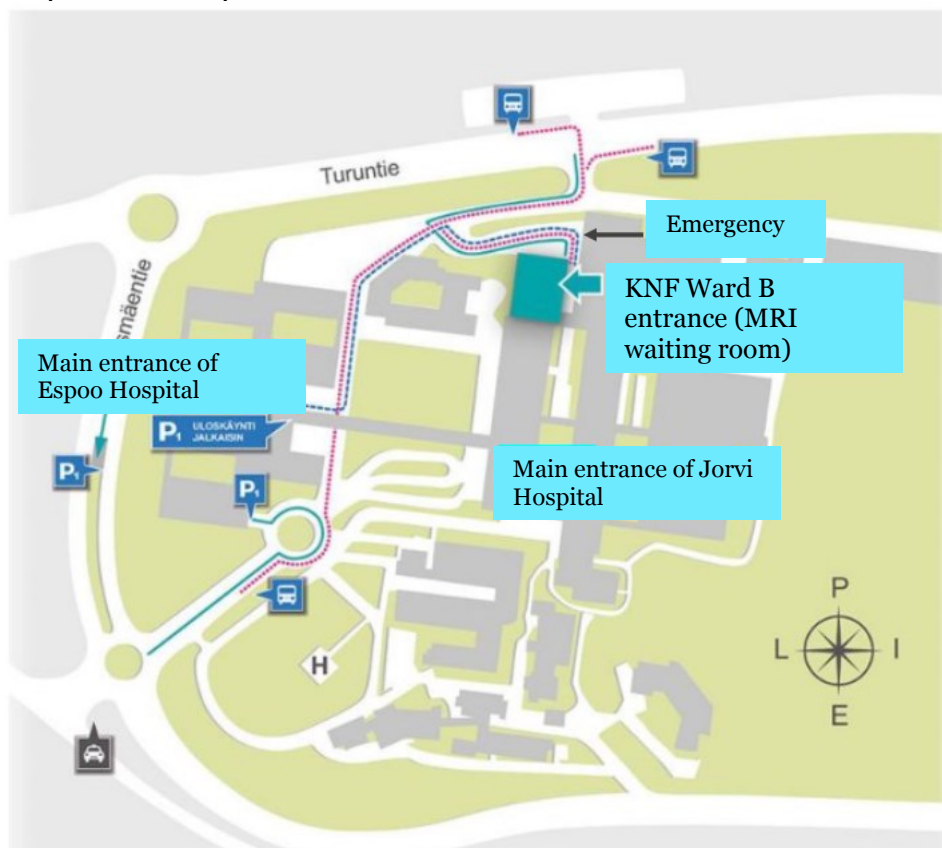 Turuntie
Emergency
KNF Ward B
entrance (MRI
waiting room)
smäentie
Main entrance of
Espoo Hospital
P1 ULOSKÄYNTI
JALKAISIN
P1
P1
Main entrance of Jorvi
Hospital
H
P
L I
E